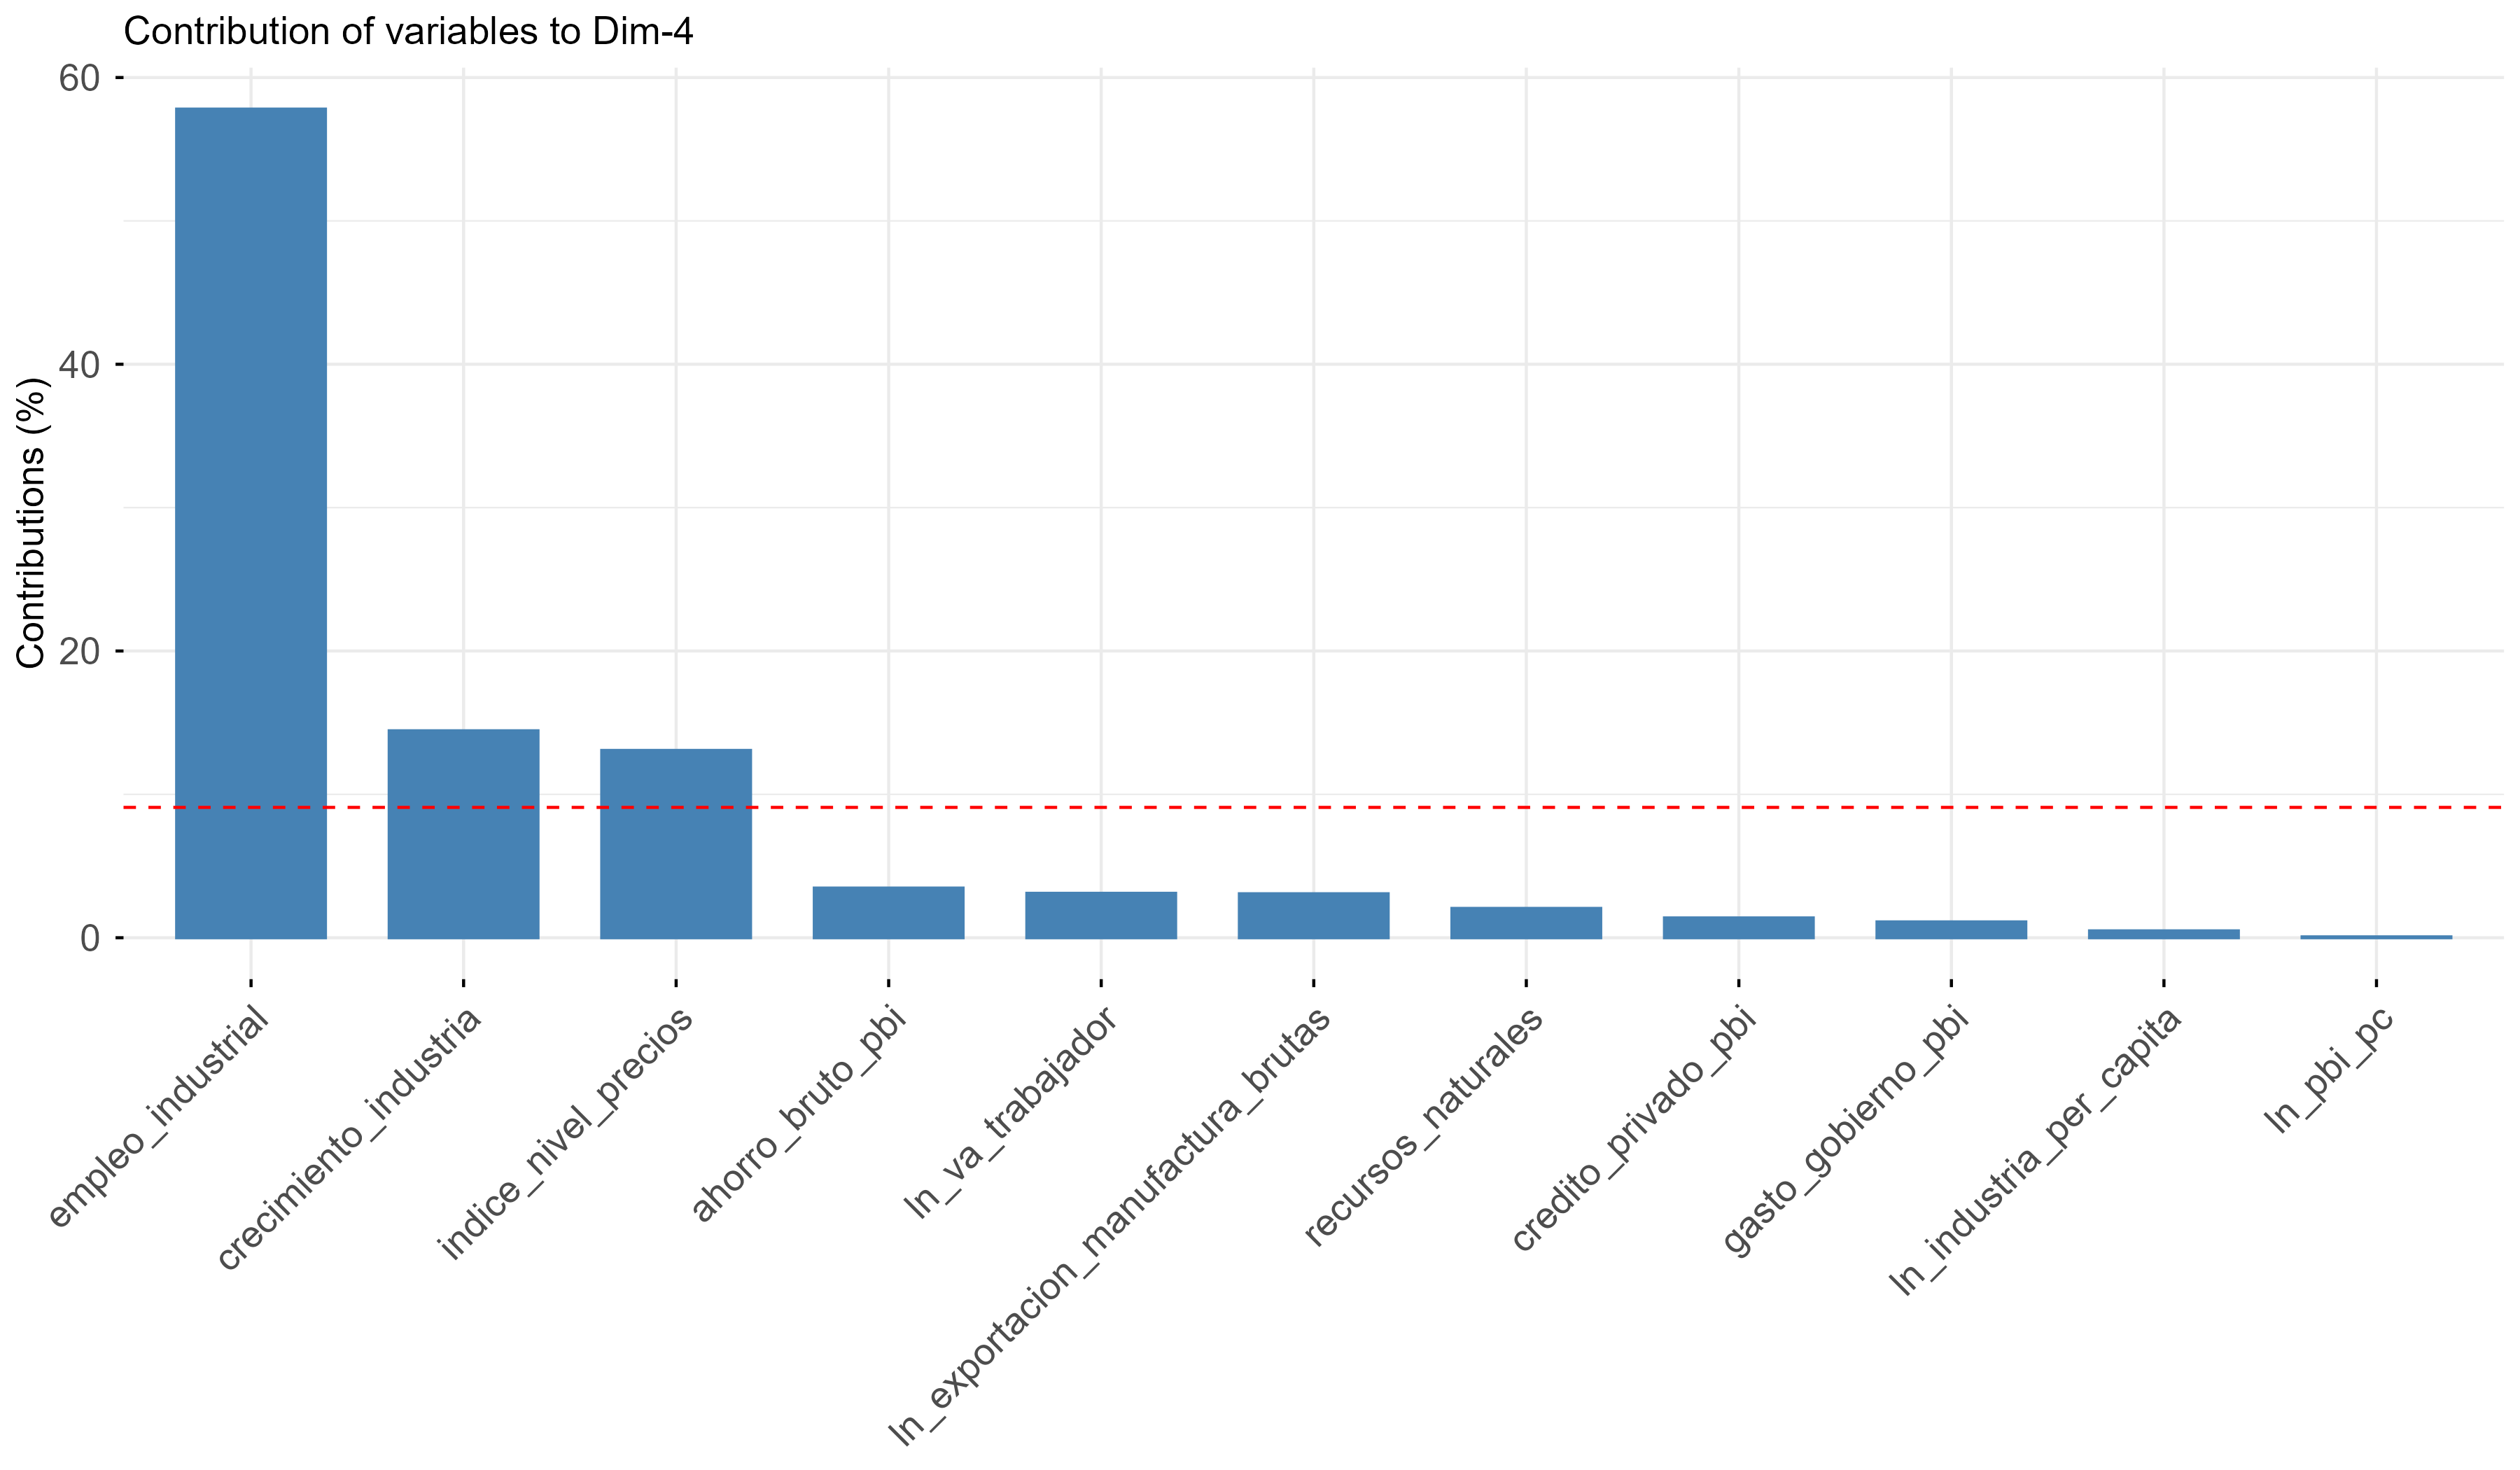 Contribution of variables to Dim-4
Contributions (%)
60
40
20
0
empleo_industrial
crecimiento_industria
indice_nivel_precios
ahorro_bruto_pbi
ln_va_trabajador
ln_exportacion_manufactura_brutas
recursos_naturales
credito_privado_pbi
gasto_gobierno_pbi
ln_industria_per_capita
ln_pbi_pc